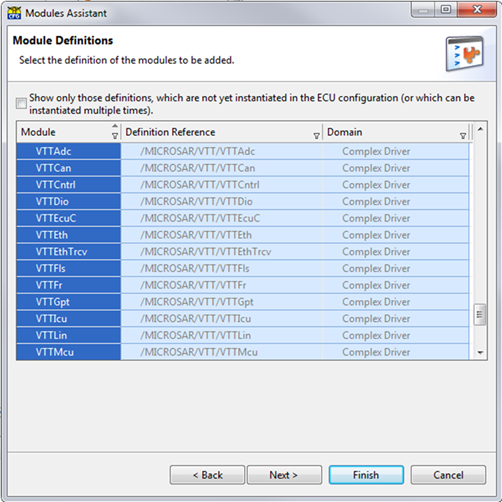 CFG Modules Assistant
Module Definitions
Select the definition of the modules to be added.
Show only those definitions, which are not yet instantiated in the ECU configuration (or which can be
instantiated multiple times).
Module Definition Reference Domain
VTTAdc /MICROSAR/VTT/VTTAdc Complex Driver
VTTCan /MICROSAR/VTT/VTTCan Complex Driver
VTTCntrl /MICROSAR/VTT/VTTCntrl Complex Driver
VTTDio /MICROSAR/VTT/VTTDio Complex Driver
VTTEcuC /MICROSAR/VTT/VTTEcuC Complex Driver
VTTEth /MICROSAR/VTT/VTTEth Complex Driver
VTTEthTrcv /MICROSAR/VTT/VTTEthTrcv Complex Driver
VTTFls /MICROSAR/VTT/VTTFls Complex Driver
VTTFr /MICROSAR/VTT/VTTFr Complex Driver
VTTGpt /MICROSAR/VTT/VTTGpt Complex Driver
VTTIcu /MICROSAR/VTT/VTTIcu Complex Driver
VTTLin /MICROSAR/VTT/VTTLin Complex Driver
VTTMcu /MICROSAR/VTT/VTTMcu Complex Driver
< Back Next > Finish Cancel